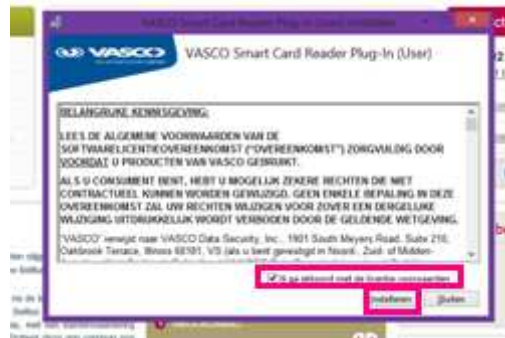 VASCO Smart Card Reader Plug-In (User) Installatie
VASCO
VASCO Smart Card Reader Plug-In (User)
BELANGRIJKE KENNISGEVING:
LEES DE ALGEMENE VOORWAARDEN VAN DE
SOFTWARELICENTIEOVEREENKOMST ("OVEREENKOMST") ZORGVULDIG DOOR
VOORDAT U PRODUCTEN VAN VASCO GEBRUIKT.
ALS U CONSUMENT BENT, HEBT U MOGELIJK ZEKERE RECHTEN DIE NIET
CONTRACTUEEL KUNNEN WORDEN GEWIJZIGD. GEEN ENKELE BEPALING IN DEZE
OVEREENKOMST ZAL UW RECHTEN WIJZIGEN VOOR ZOVER EEN DERGELIJKE
WIJZIGING UITDRUKKELIJK WORDT VERBODEN DOOR DE GELDENDE WETGEVING.
"VASCO" verwijst naar VASCO Data Security, Inc., 1901 South Meyers Road, Suite 210,
Oakbrook Terrace, Illinois 60181, VS (als u bent gevestigd in Noord-, Zuid- of Midden-
Ik ga akkoord met de licentie voorwaarden
Installeren
Sluiten